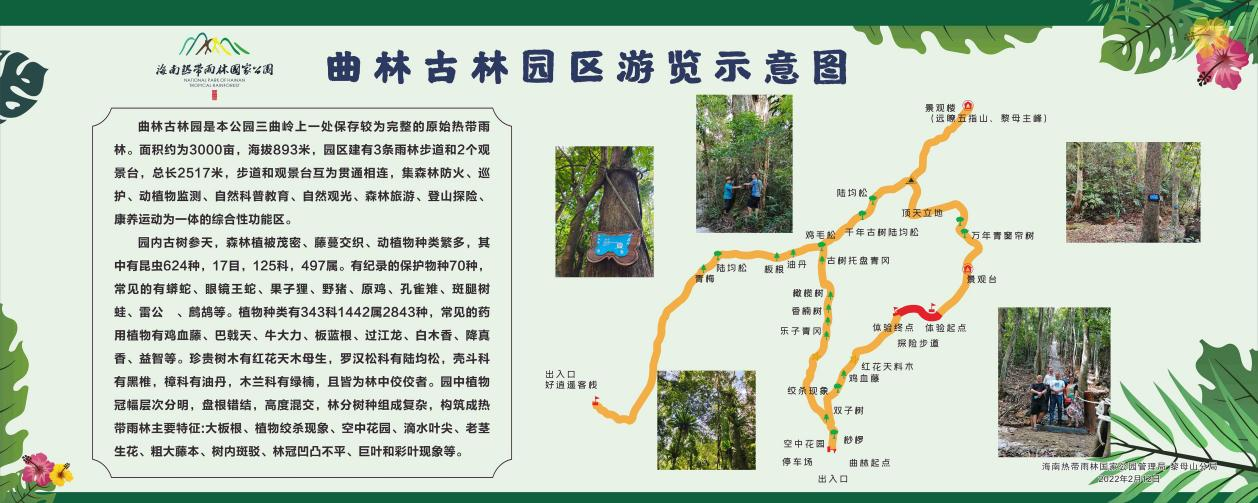 海南热带雨林国家公园
NATIONAL PARK OF HAINAN
TROPICAL RAINFOREST
曲林古林园区游览示意图
曲林古林园是本公园三曲岭上一处保存较为完整的原始热带雨
林。面积约为3000亩，海拔893米，园区建有3条雨林步道和2个观
景台，总长2517米，步道和观景台互为贯通相连，集森林防火、巡
护、动植物监测、自然科普教育、自然观光、森林旅游、登山探险、
康养运动为一体的综合性功能区。
园内古树参天，森林植被茂密、藤蔓交织、动植物种类繁多，其
中有昆虫624种，17目，125科，497属。有纪录的保护物种70种，
常见的有蟒蛇、眼镜王蛇、果子狸、野猪、原鸡、孔雀雉、斑腿树
蛙、雷公　、鹧鸪等。植物种类有343科1442属2843种，常见的药
用植物有鸡血藤、巴戟天、牛大力、板蓝根、过江龙、白木香、降真
香、益智等。珍贵树木有红花天木母生，罗汉松科有陆均松，壳斗科
有黑椎，樟科有油丹，木兰科有绿楠，且皆为林中佼佼者。园中植物
冠幅层次分明，盘根错结，高度混交，林分树种组成复杂，构筑成热
带雨林主要特征:大板根、植物绞杀现象、空中花园、滴水叶尖、老茎
生花、粗大藤本、树内斑驳、林冠凹凸不平、巨叶和彩叶现象等。
景观楼
（远瞭五指山、黎母主峰）
陆均松
顶天立地
千年古树陆均松
万年青窗帘树
鸡毛松
古树托盘青冈
油丹
板根
陆均松
青梅
景观台
橄榄树
香楠树
乐子青冈
体验终点
体验起点
探险步道
红花天料木
鸡血藤
绞杀现象
出入口
好逍遥客栈
双子树
桫椤
空中花园
停车场
曲林起点
出入口
海南热带雨林国家公园管理局 黎母山分局
2022年2月12日